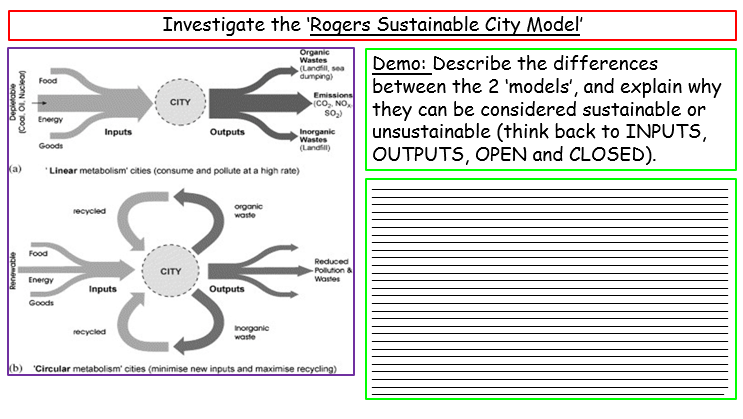 Investigate the ‘Rogers Sustainable City Model’
Organic
Wastes
(Landfill, sea
dumping)
Food
Depletable
(Coal, Oil, Nuclear)
CITY
Emissions
(CO2, NOX,
SO2)
Energy
Inputs
Outputs
Inorganic
Wastes
(Landfill)
Goods
(a) ' Linear metabolism' cities (consume and pollute at a high rate)
recycled
organic
waste
Food
Renewable
CITY
Reduced
Pollution &
Wastes
Energy
Inputs
Outputs
Goods
recycled
Inorganic
waste
(b) 'Circular metabolism' cities (minimise new inputs and maximise recycling)
Demo: Describe the differences
between the 2 ‘models’, and explain why
they can be considered sustainable or
unsustainable (think back to INPUTS,
OUTPUTS, OPEN and CLOSED).